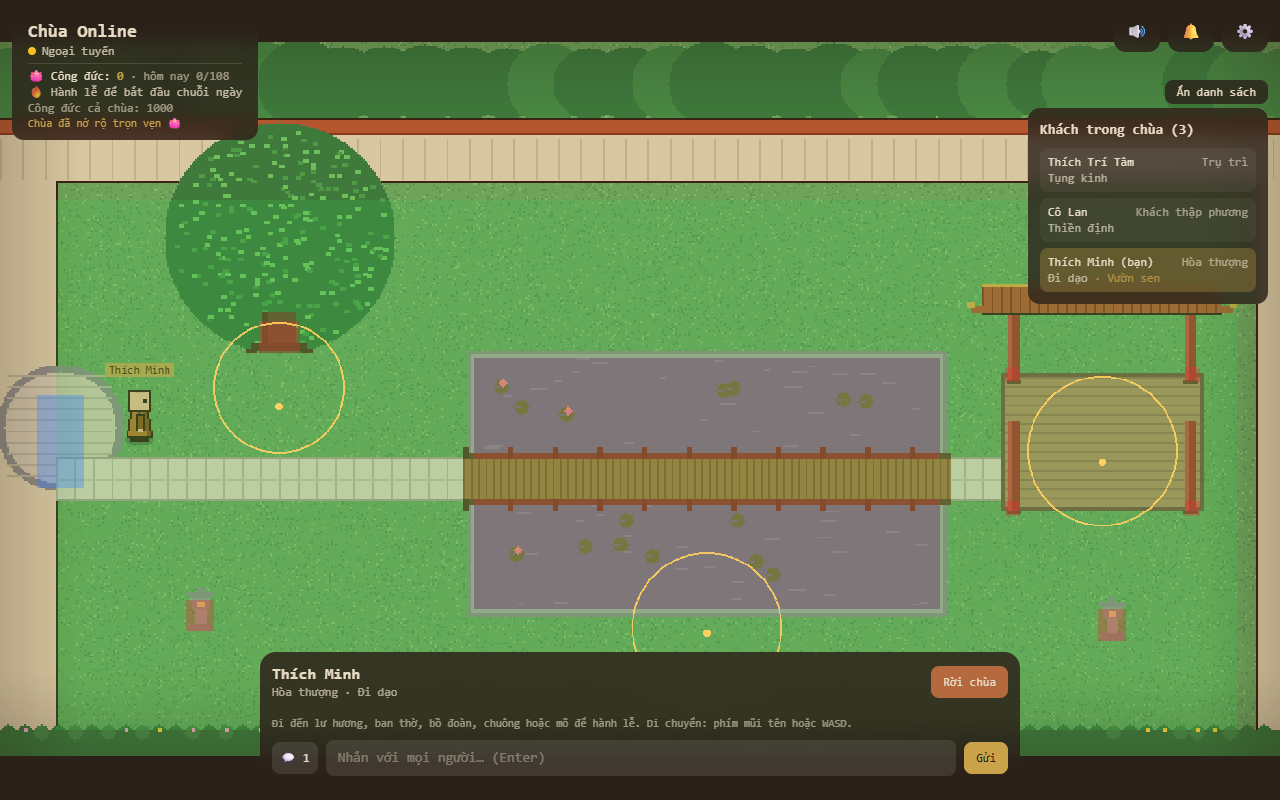 Chùa Online
Ngoại tuyến
Công đức: 0 · hôm nay 0/108
Hành lễ để bắt đầu chuỗi ngày
Công đức cả chùa: 1000
Chùa đã nở rộ trọn vẹn
Ẩn danh sách
Khách trong chùa (3)
Thích Trí Tâm Trụ trì
Tụng kinh
Cô Lan Khách thập phương
Thiền định
Thích Minh (bạn) Hòa thượng
Đi dạo · Vườn sen
Thích Minh
Thích Minh
Hòa thượng · Đi dạo
Rời chùa
Đi đến lư hương, ban thờ, bồ đoàn, chuông hoặc mõ để hành lễ. Di chuyển: phím mũi tên hoặc WASD.
1
Nhắn với mọi người… (Enter)
Gửi